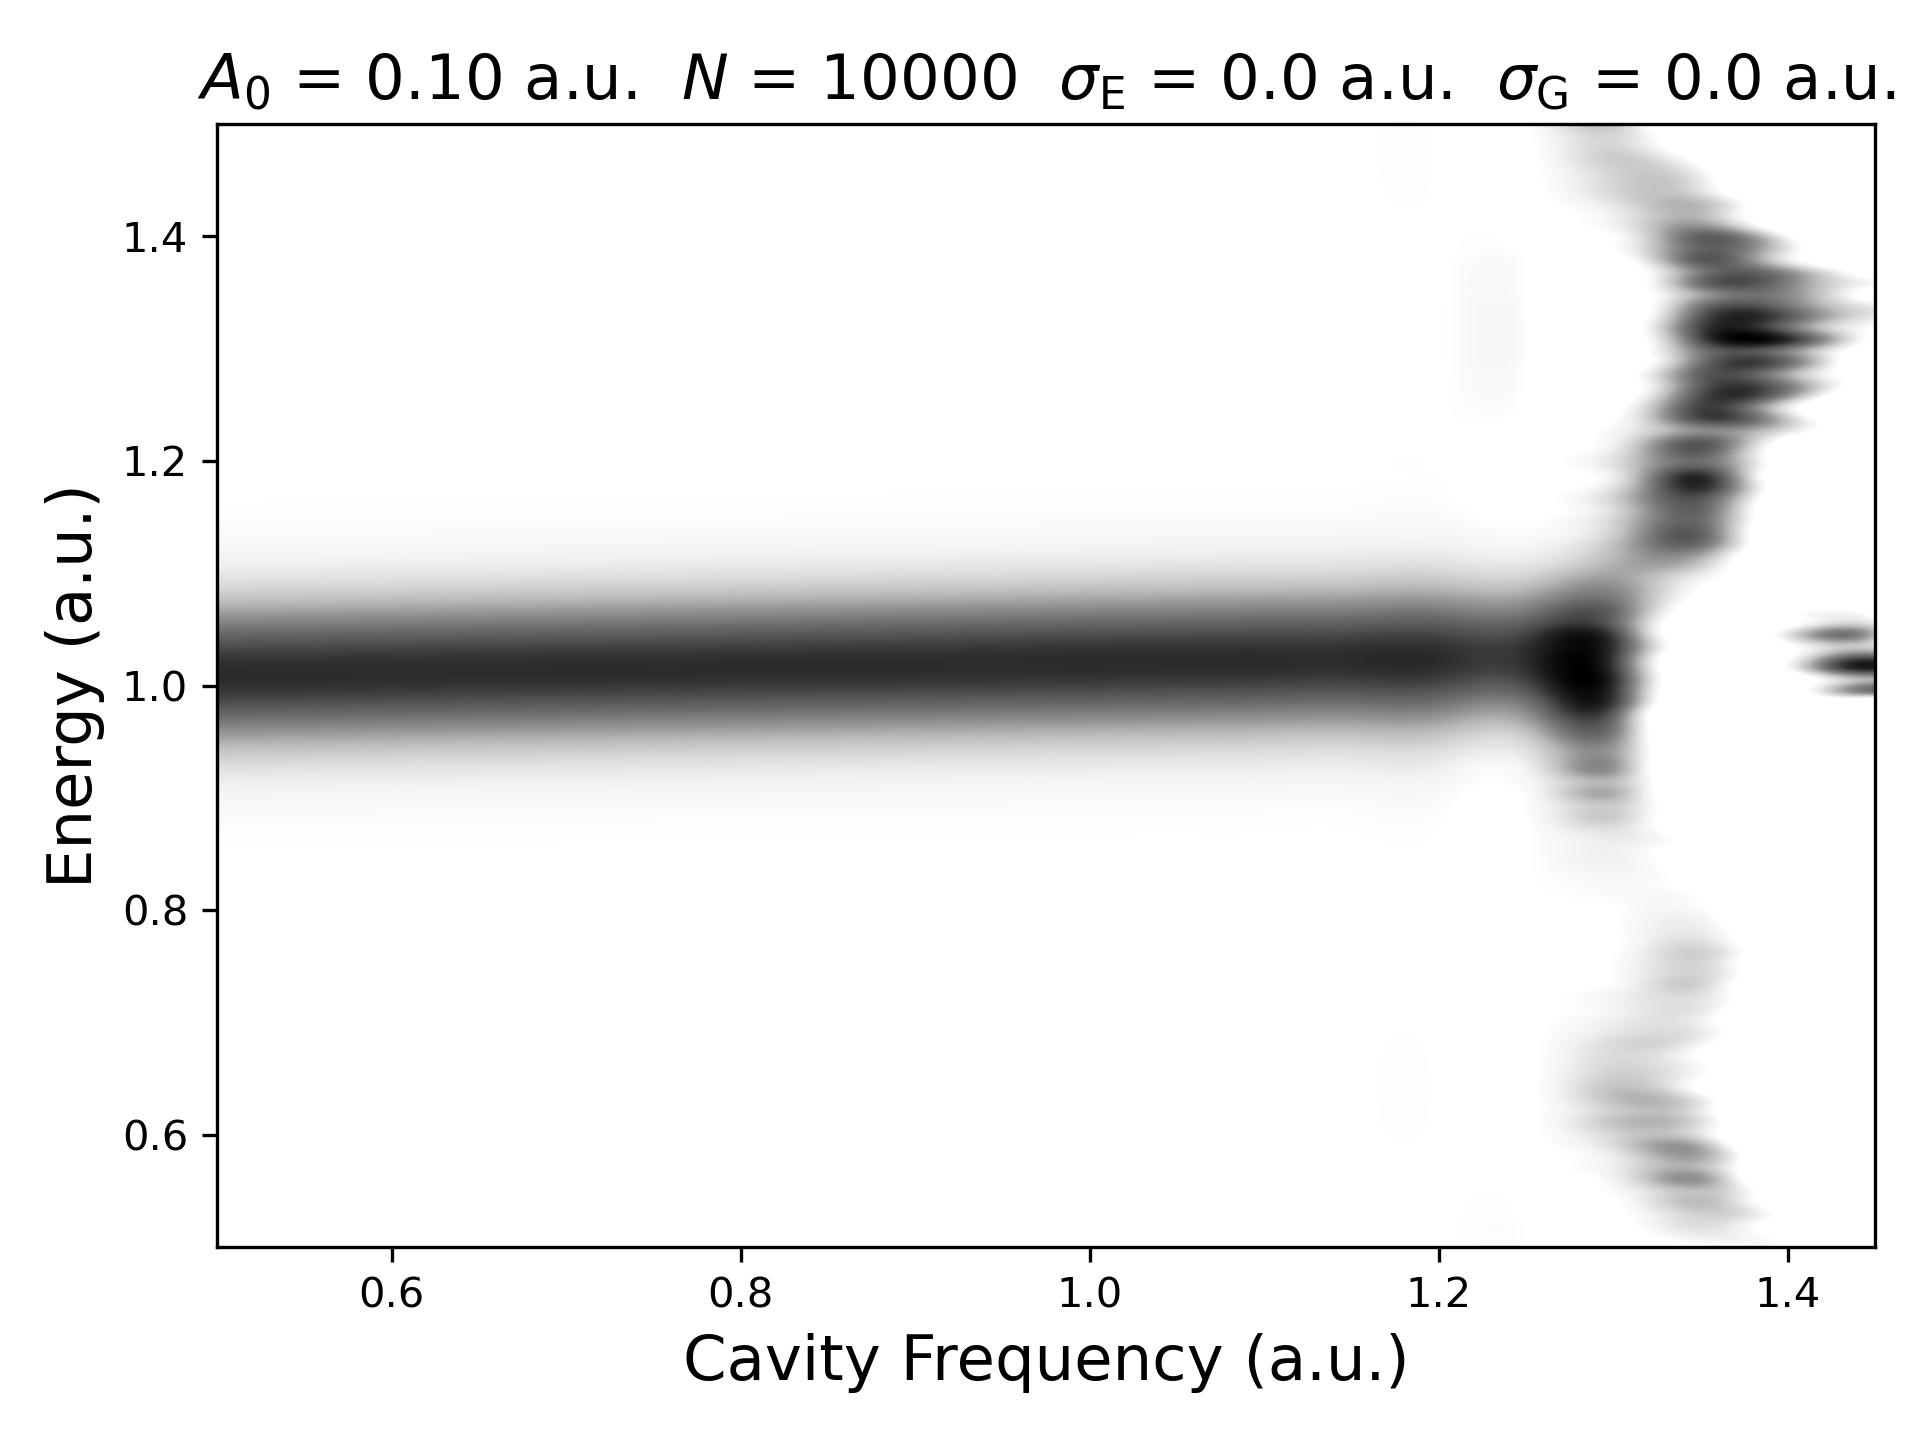 A0 = 0.10 a.u. N = 10000 σE = 0.0 a.u. σG = 0.0 a.u.
1.4
1.2
1.0
0.8
0.6
Energy (a.u.)
0.6 0.8 1.0 1.2 1.4
Cavity Frequency (a.u.)